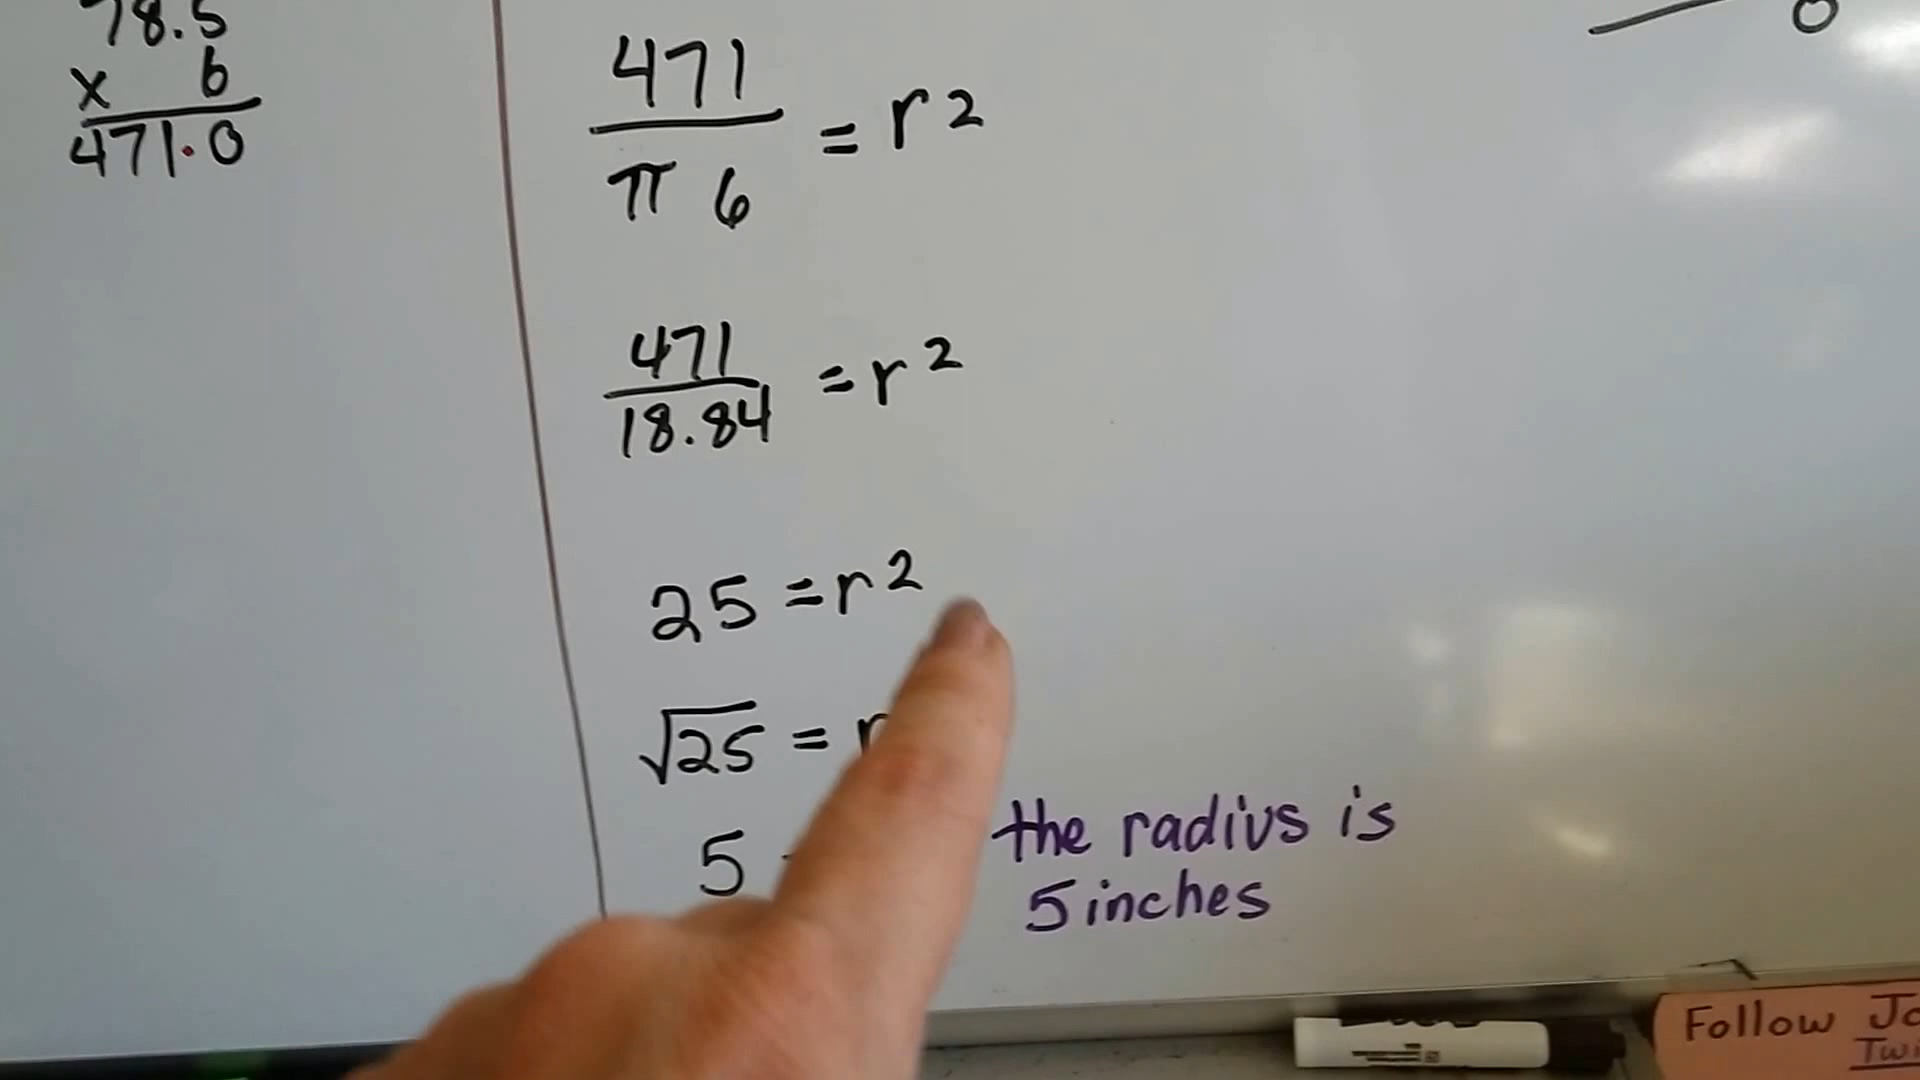 78.5
x 6
471.0
471
π 6
= r²
471
18.84
= r²
25 = r²
√25 =
5
the radius is
5 inches
0
Follow